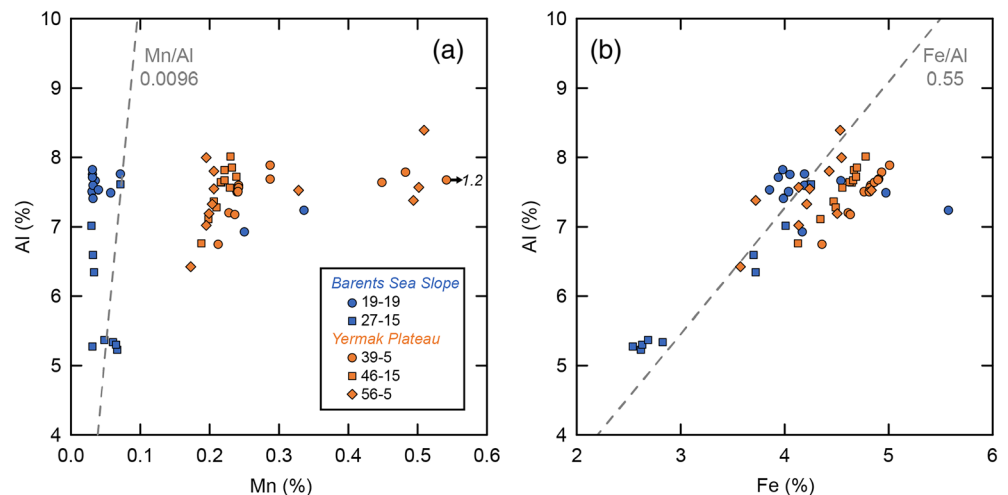 10
9
8
7
6
5
4
Al (%)
0.0 0.1 0.2 0.3 0.4 0.5 0.6
Mn (%)
(a)
Mn/Al
0.0096
1.2
Barents Sea Slope
19-19
27-15
Yermak Plateau
39-5
46-15
56-5
10
9
8
7
6
5
4
Al (%)
2 3 4 5 6
Fe (%)
(b)
Fe/Al
0.55